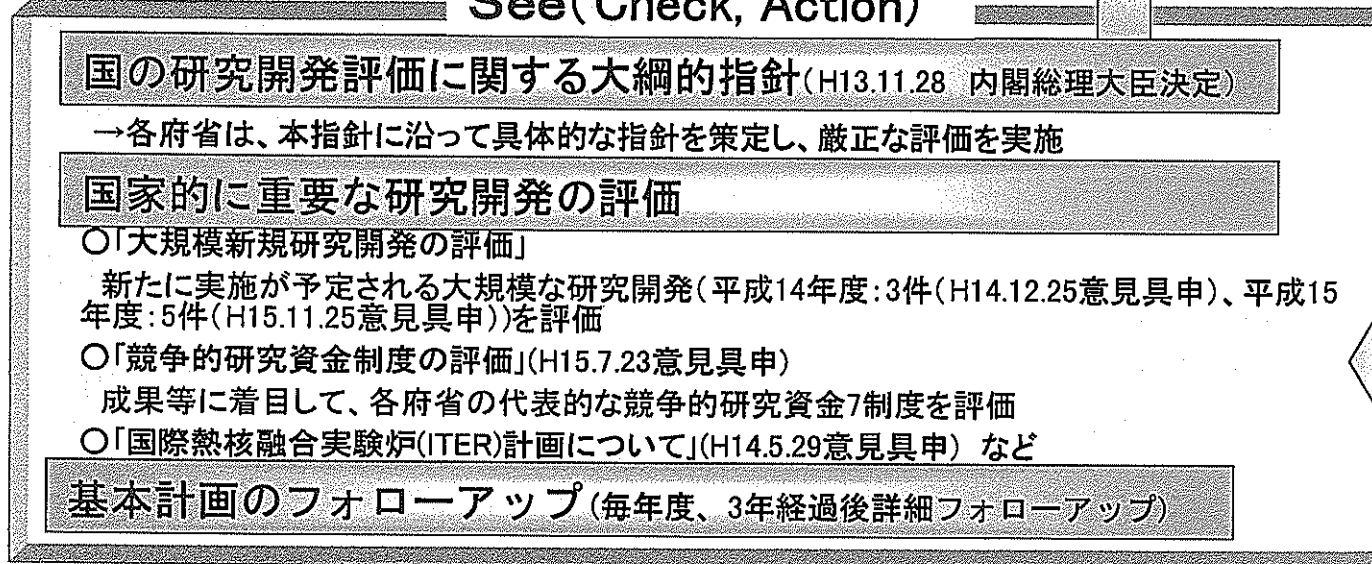 See(Check, Action)
国の研究開発評価に関する大綱的指針(H13.11.28 内閣総理大臣決定)
→各府省は、本指針に沿って具体的な指針を策定し、厳正な評価を実施
国家的に重要な研究開発の評価
○「大規模新規研究開発の評価」
新たに実施が予定される大規模な研究開発(平成14年度:3件(H14.12.25意見具申)、平成15
年度:5件(H15.11.25意見具申))を評価
○「競争的研究資金制度の評価」(H15.7.23意見具申)
成果等に着目して、各府省の代表的な競争的研究資金7制度を評価
○「国際熱核融合実験炉(ITER)計画について」(H14.5.29意見具申) など
基本計画のフォローアップ(毎年度、3年経過後詳細フォローアップ)